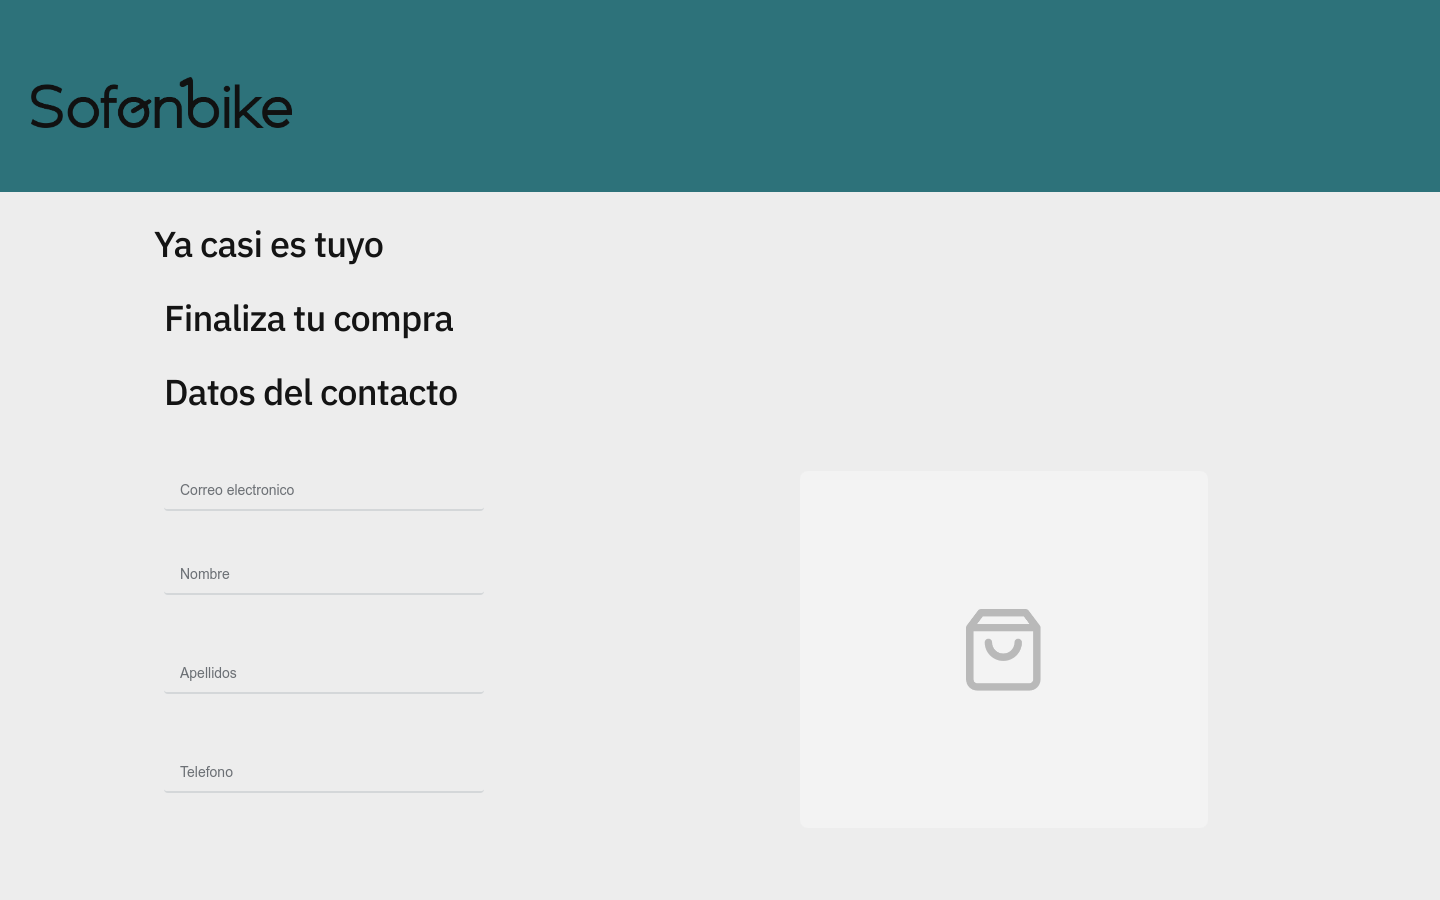 Sofonbike
Ya casi es tuyo
Finaliza tu compra
Datos del contacto
Correo electronico
Nombre
Apellidos
Telefono